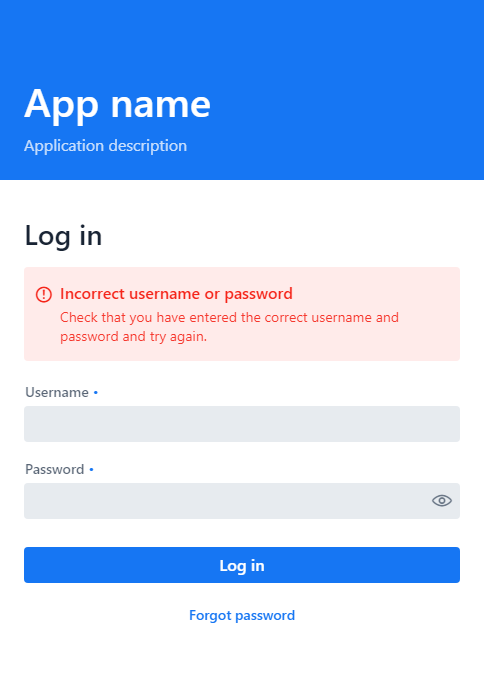 App name
Application description
Log in
Incorrect username or password
Check that you have entered the correct username and
password and try again.
Username •
Password •
Log in
Forgot password